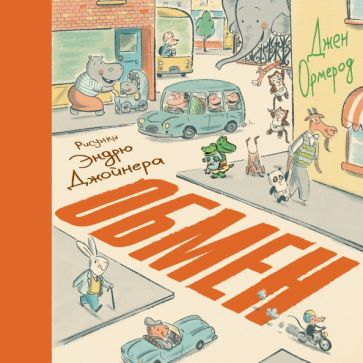 Джен
Ормерод
Рисунки
Эндрю
Джойнера
ОБМЕН